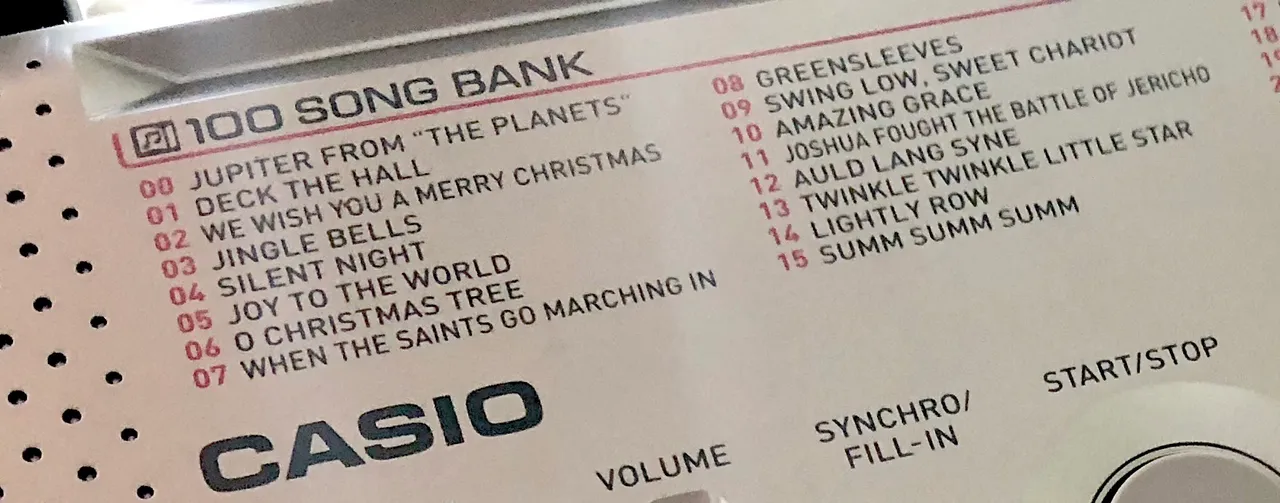 100 SONG BANK
00 JUPITER FROM "THE PLANETS"
01 DECK THE HALL
02 WE WISH YOU A MERRY CHRISTMAS
03 JINGLE BELLS
04 SILENT NIGHT
05 JOY TO THE WORLD
06 O CHRISTMAS TREE
07 WHEN THE SAINTS GO MARCHING IN
08 GREENSLEEVES
09 SWING LOW, SWEET CHARIOT
10 AMAZING GRACE
11 JOSHUA FOUGHT THE BATTLE OF JERICHO
12 AULD LANG SYNE
13 TWINKLE TWINKLE LITTLE STAR
14 LIGHTLY ROW
15 SUMM SUMM SUMM
17
18
CASIO
VOLUME
SYNCHRO/
FILL-IN
START/STOP